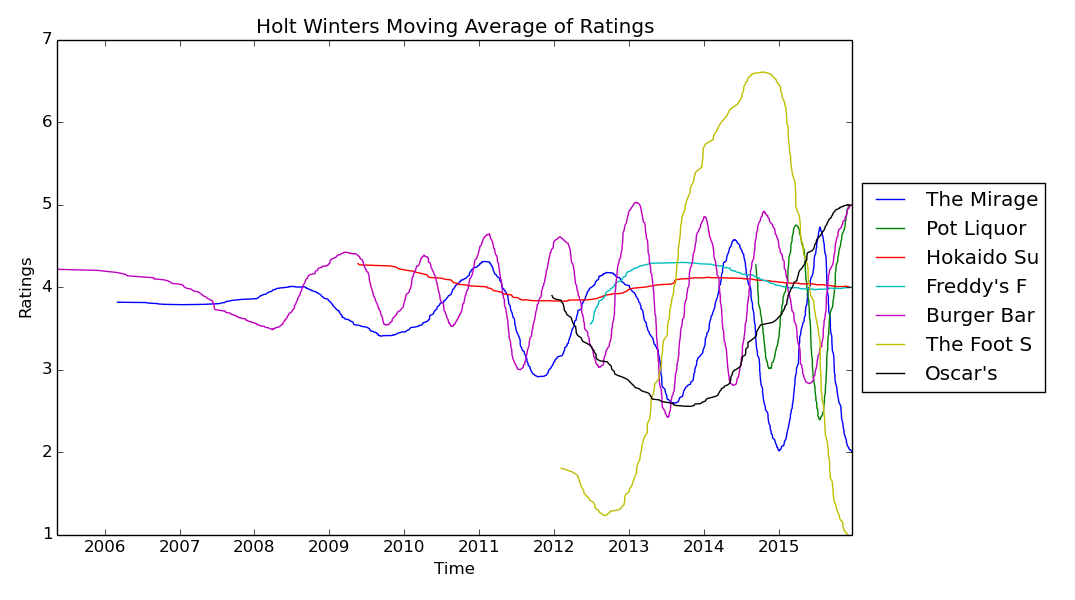 Holt Winters Moving Average of Ratings
7
6
5
4
3
2
1
Ratings
2006 2007 2008 2009 2010 2011 2012 2013 2014 2015
Time
The Mirage
Pot Liquor
Hokaido Su
Freddy's F
Burger Bar
The Foot S
Oscar's